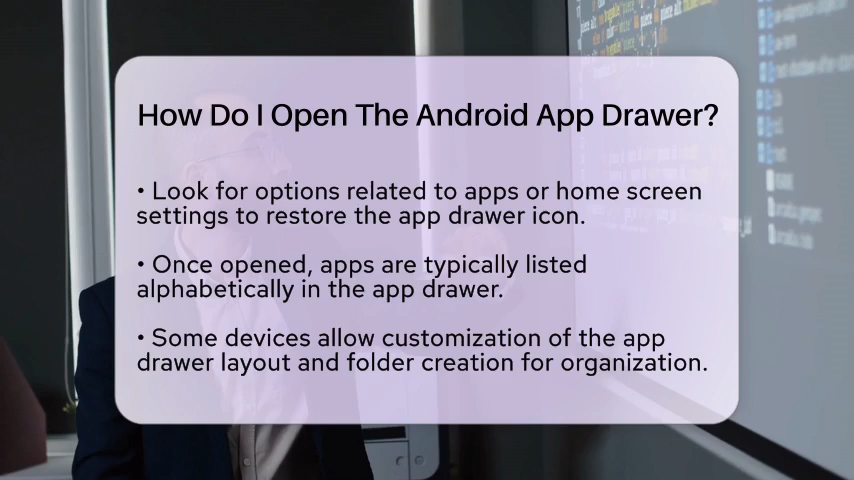 How Do I Open The Android App Drawer?
• Look for options related to apps or home screen
settings to restore the app drawer icon.
• Once opened, apps are typically listed
alphabetically in the app drawer.
• Some devices allow customization of the app
drawer layout and folder creation for organization.